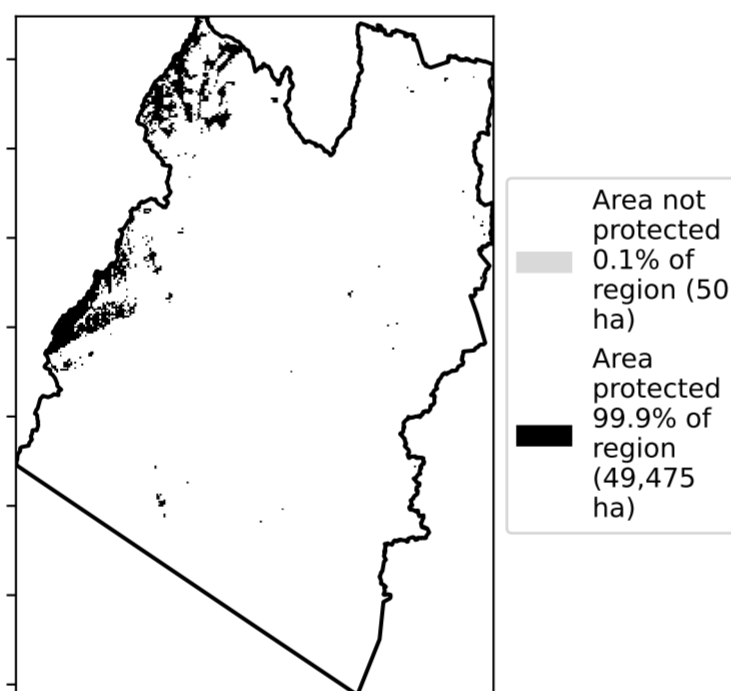 Area not
protected
0.1% of
region (50
ha)
Area
protected
99.9% of
region
(49,475
ha)